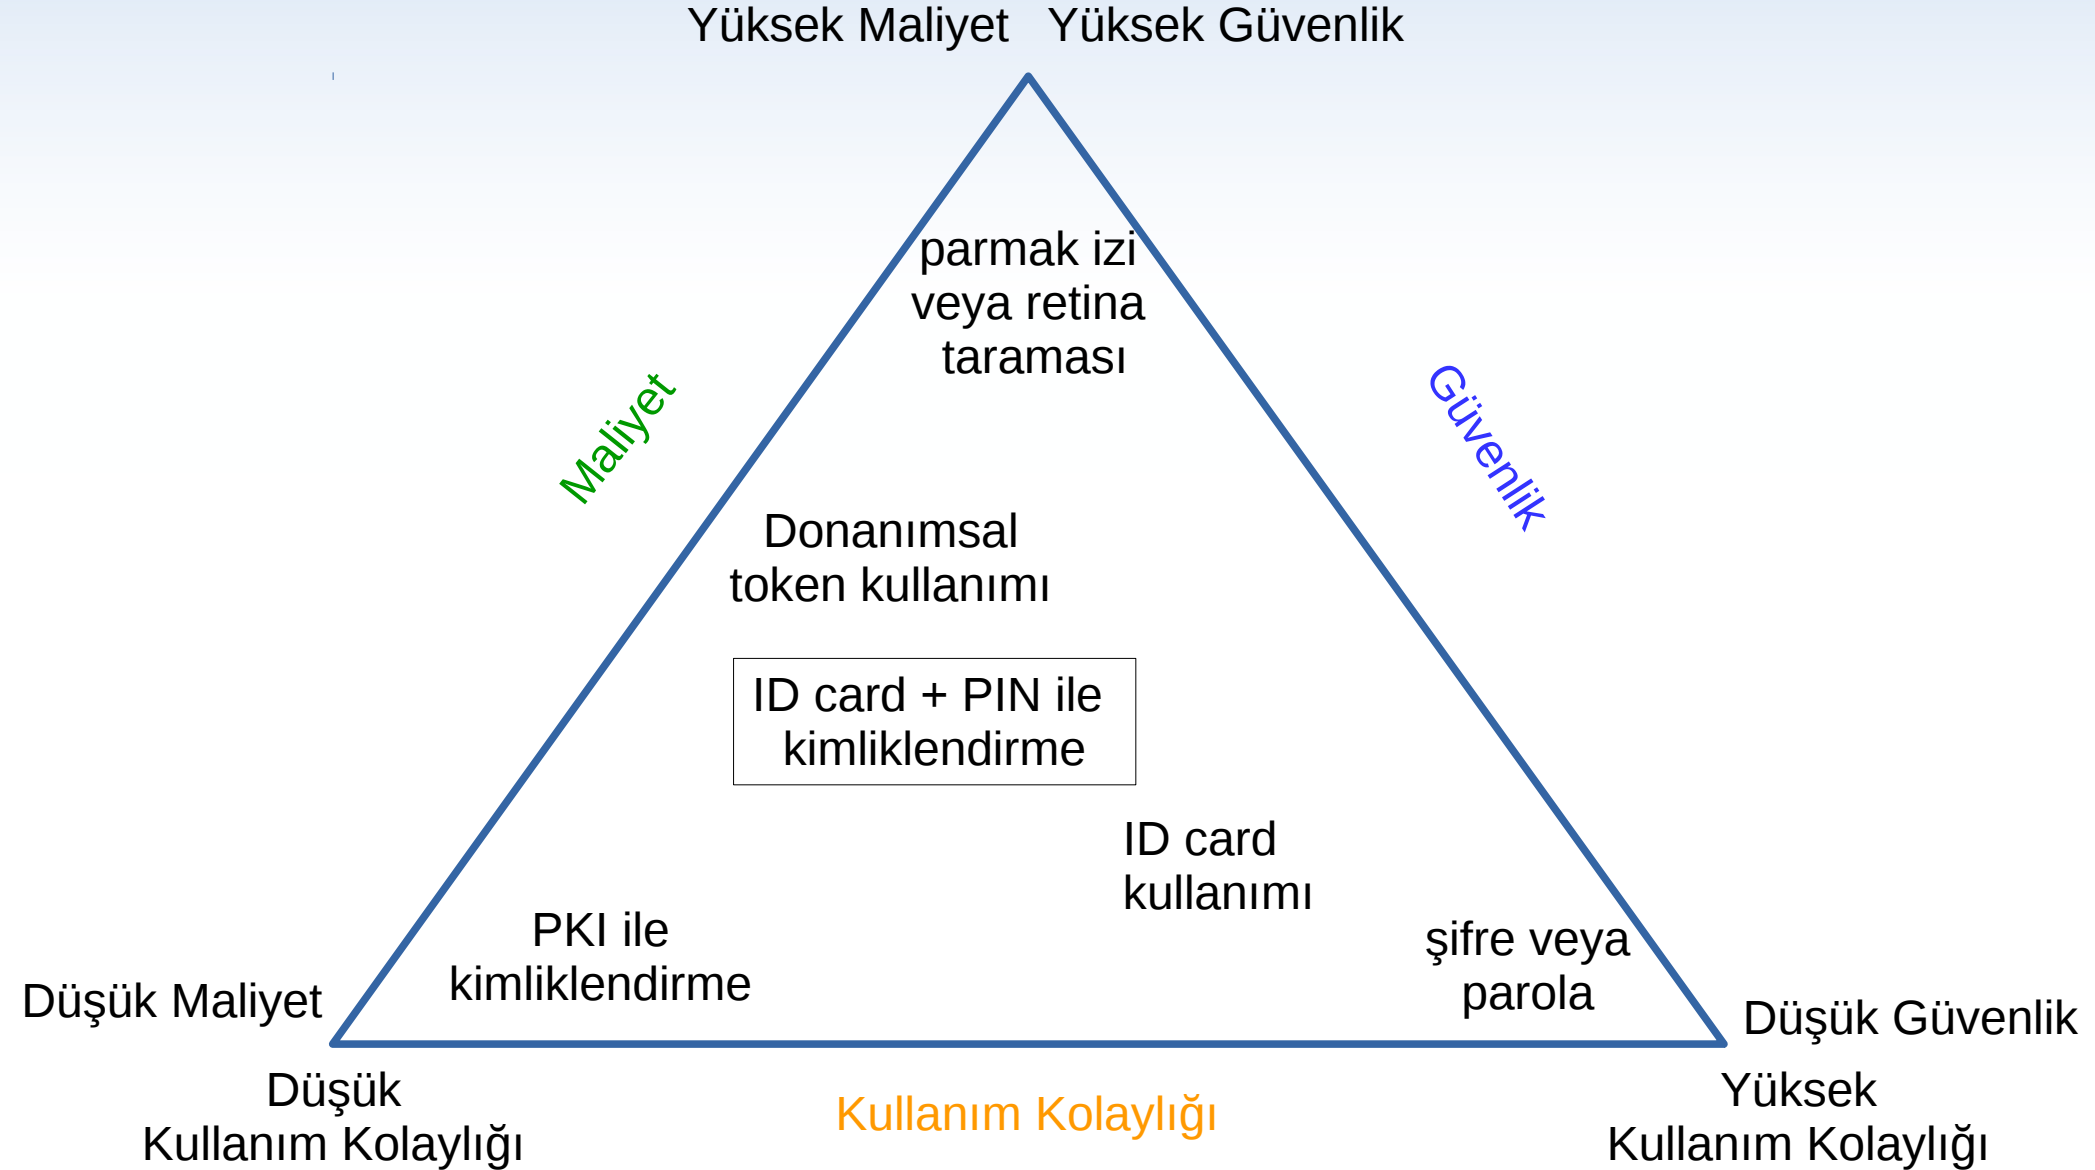 Yüksek Maliyet Yüksek Güvenlik
parmak izi
veya retina
taraması
Maliyet
Güvenlik
Donanımsal
token kullanımı
ID card + PIN ile
kimliklendirme
ID card
kullanımı
PKI ile
kimliklendirme
şifre veya
parola
Düşük Maliyet
Düşük Güvenlik
Düşük
Kullanım Kolaylığı
Kullanım Kolaylığı
Yüksek
Kullanım Kolaylığı